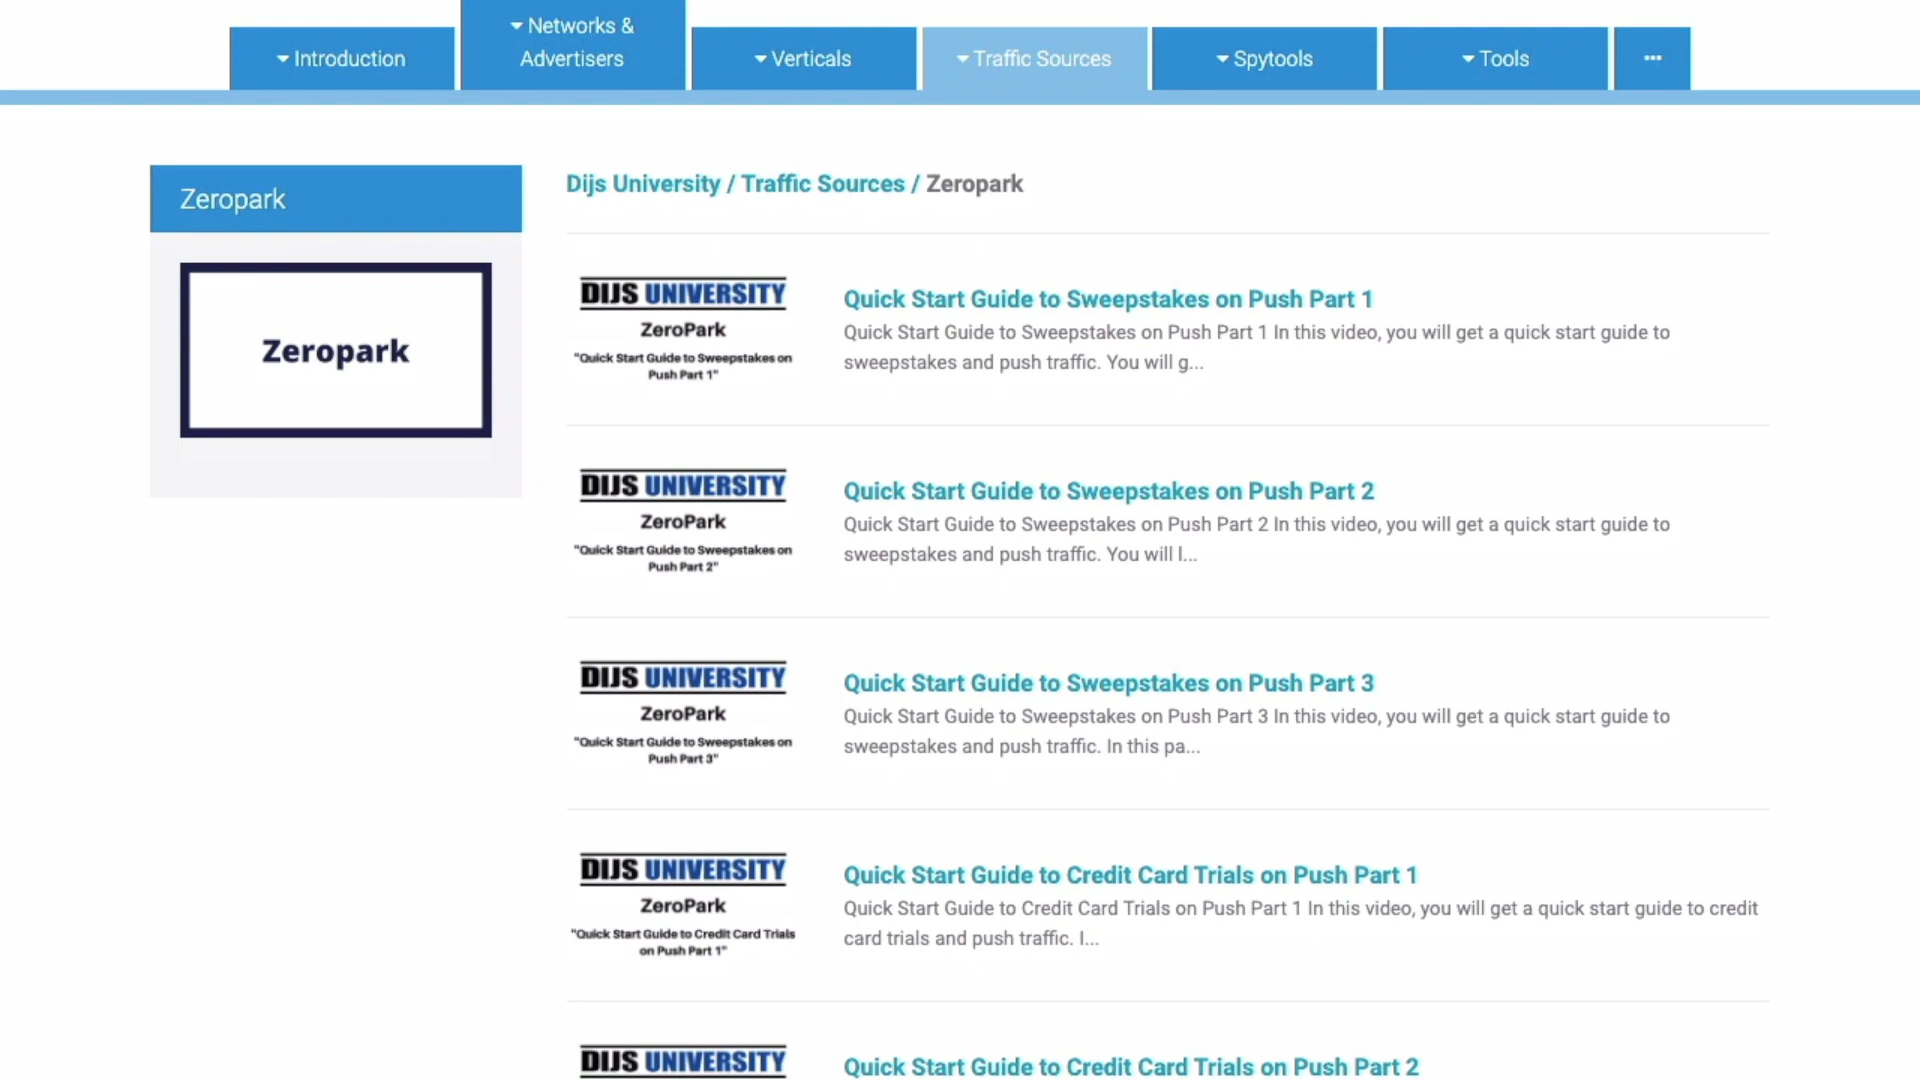 Introduction
Networks &
Advertisers
Verticals
Traffic Sources
Spytools
Tools
...
Zeropark
Zeropark
Dijs University / Traffic Sources / Zeropark
DIJS UNIVERSITY
ZeroPark
"Quick Start Guide to Sweepstakes on
Push Part 1"
Quick Start Guide to Sweepstakes on Push Part 1
Quick Start Guide to Sweepstakes on Push Part 1 In this video, you will get a quick start guide to
sweepstakes and push traffic. You will g...
DIJS UNIVERSITY
ZeroPark
"Quick Start Guide to Sweepstakes on
Push Part 2"
Quick Start Guide to Sweepstakes on Push Part 2
Quick Start Guide to Sweepstakes on Push Part 2 In this video, you will get a quick start guide to
sweepstakes and push traffic. You will l...
DIJS UNIVERSITY
ZeroPark
"Quick Start Guide to Sweepstakes on
Push Part 3"
Quick Start Guide to Sweepstakes on Push Part 3
Quick Start Guide to Sweepstakes on Push Part 3 In this video, you will get a quick start guide to
sweepstakes and push traffic. In this pa...
DIJS UNIVERSITY
ZeroPark
"Quick Start Guide to Credit Card Trials
on Push Part 1"
Quick Start Guide to Credit Card Trials on Push Part 1
Quick Start Guide to Credit Card Trials on Push Part 1 In this video, you will get a quick start guide to credit
card trials and push traffic. I...
DIJS UNIVERSITY
Quick Start Guide to Credit Card Trials on Push Part 2